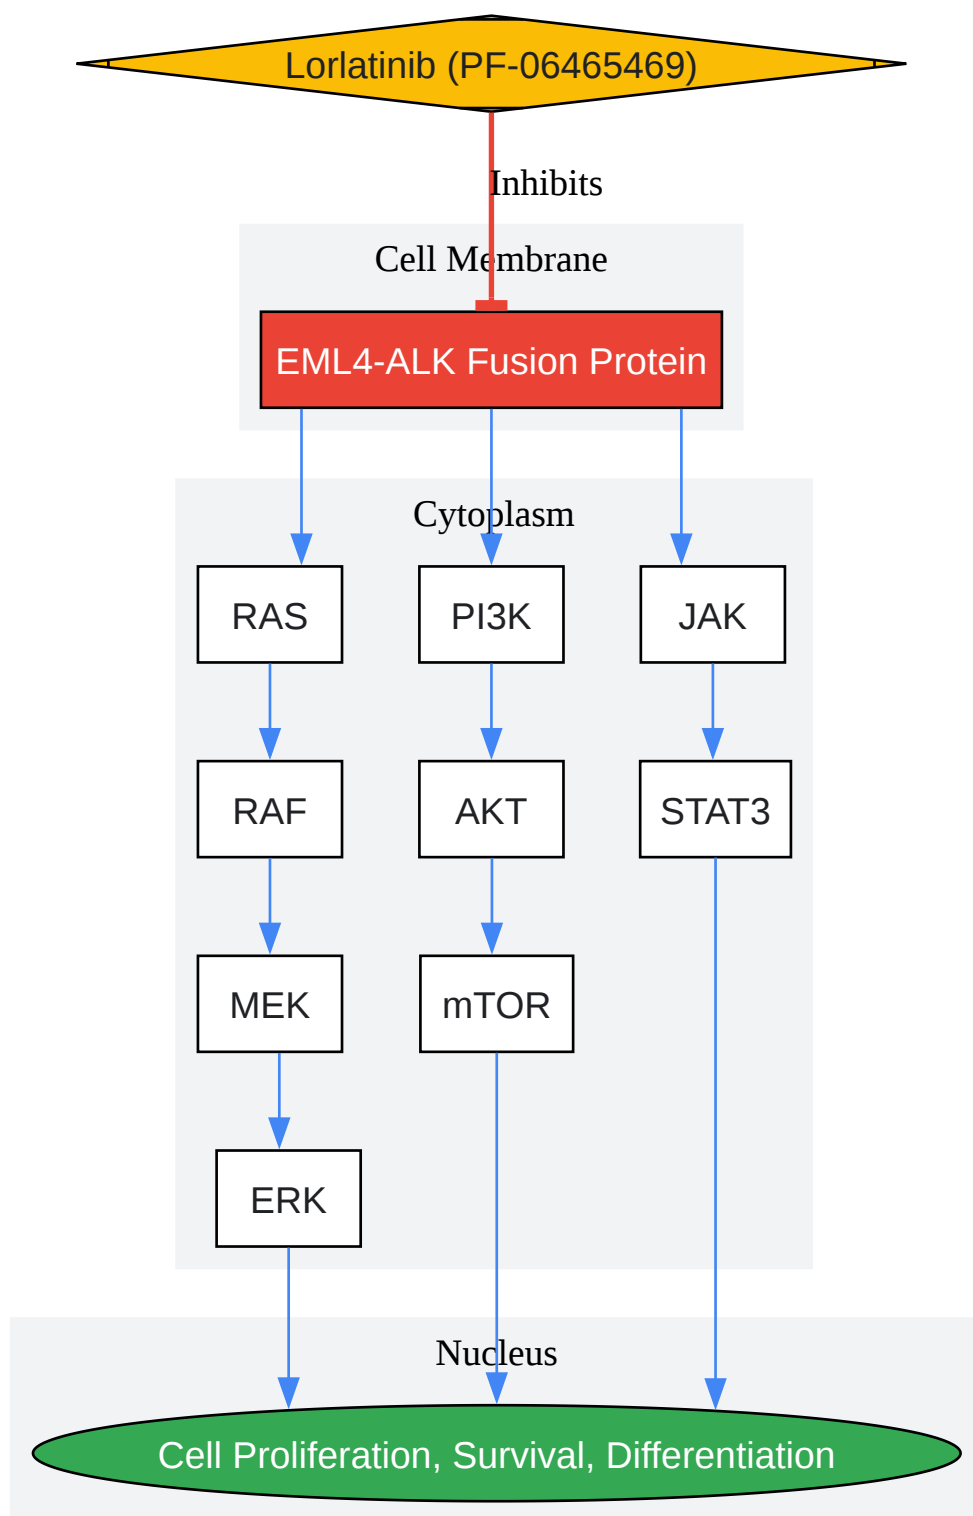 Lorlatinib (PF-06465469)
Inhibits
Cell Membrane
EML4-ALK Fusion Protein
Cytoplasm
RAS
PI3K
JAK
RAF
AKT
STAT3
MEK
mTOR
ERK
Nucleus
Cell Proliferation, Survival, Differentiation